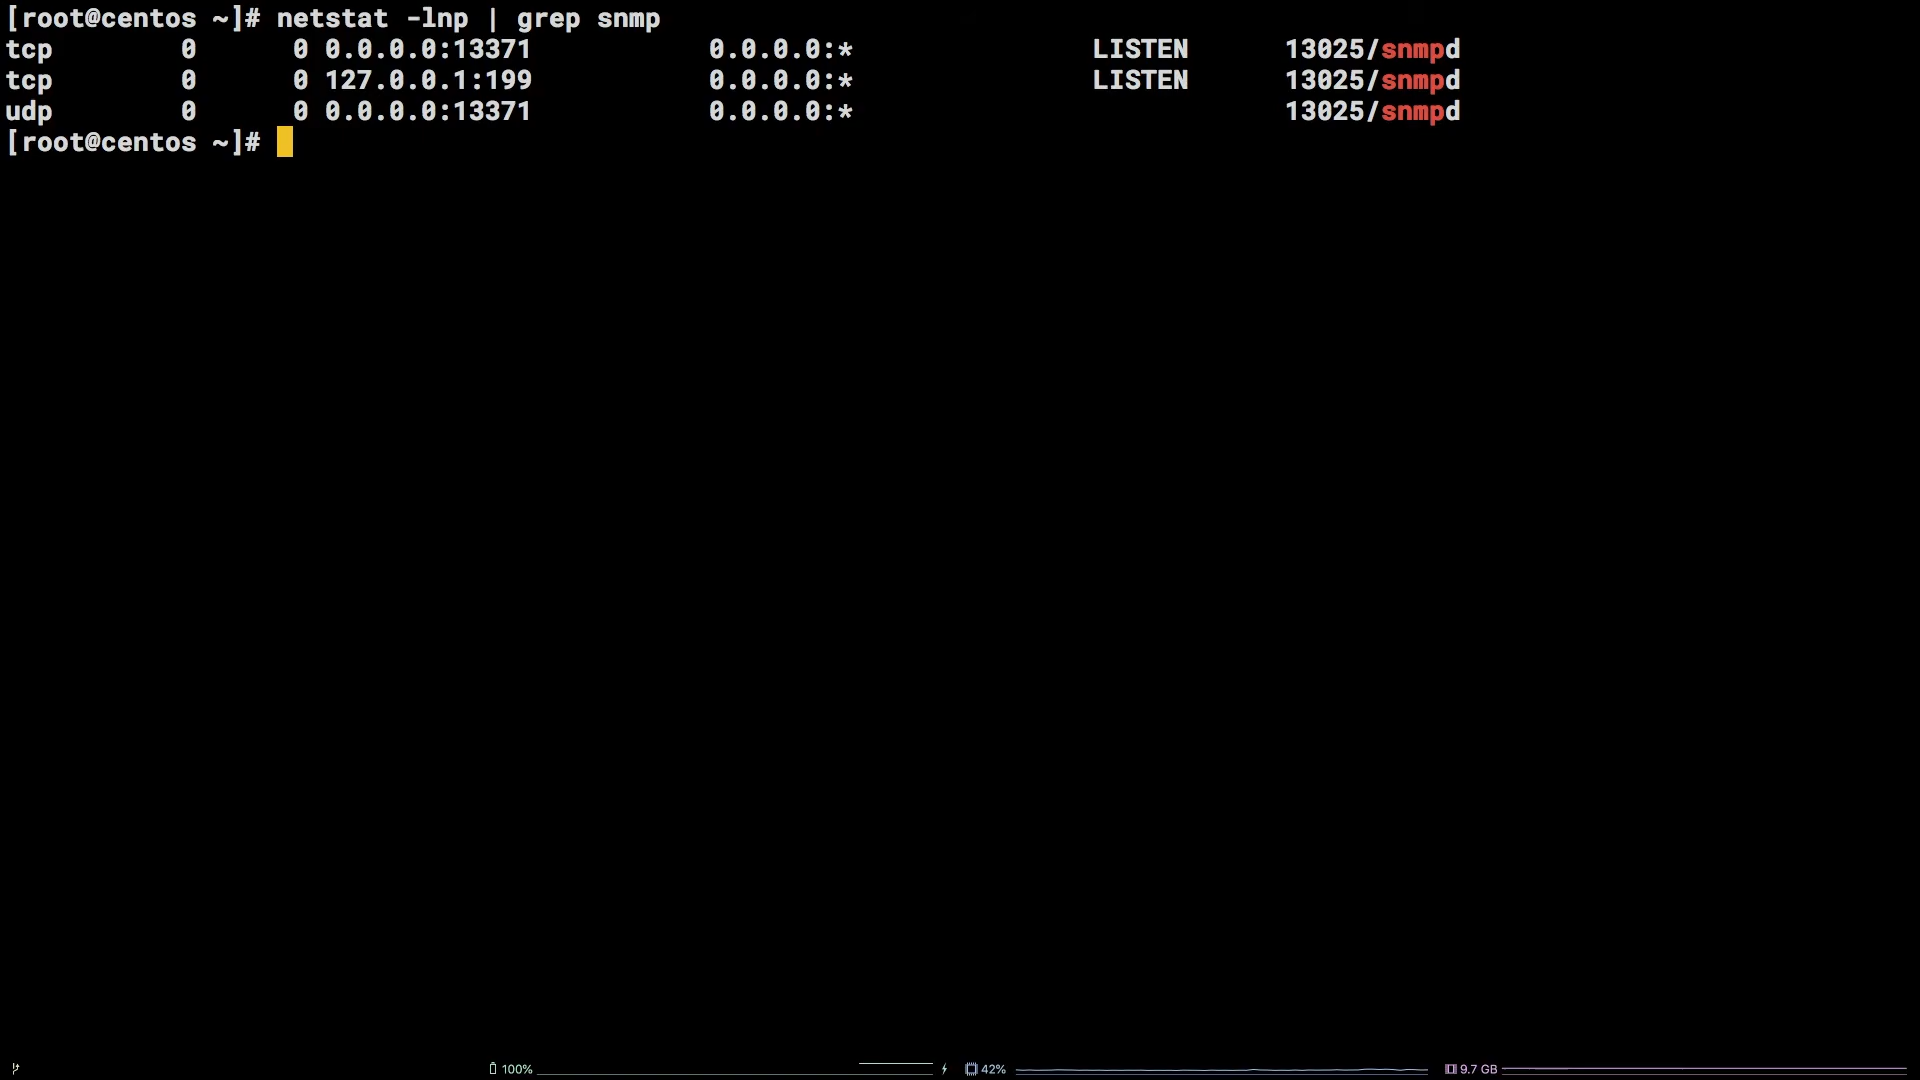 [root@centos ~]# netstat -lnp | grep snmp
tcp        0      0 0.0.0.0:13371           0.0.0.0:*               LISTEN      13025/snmpd
tcp        0      0 127.0.0.1:199           0.0.0.0:*               LISTEN      13025/snmpd
udp        0      0 0.0.0.0:13371           0.0.0.0:*                           13025/snmpd
[root@centos ~]#
100% 42% 9.7 GB